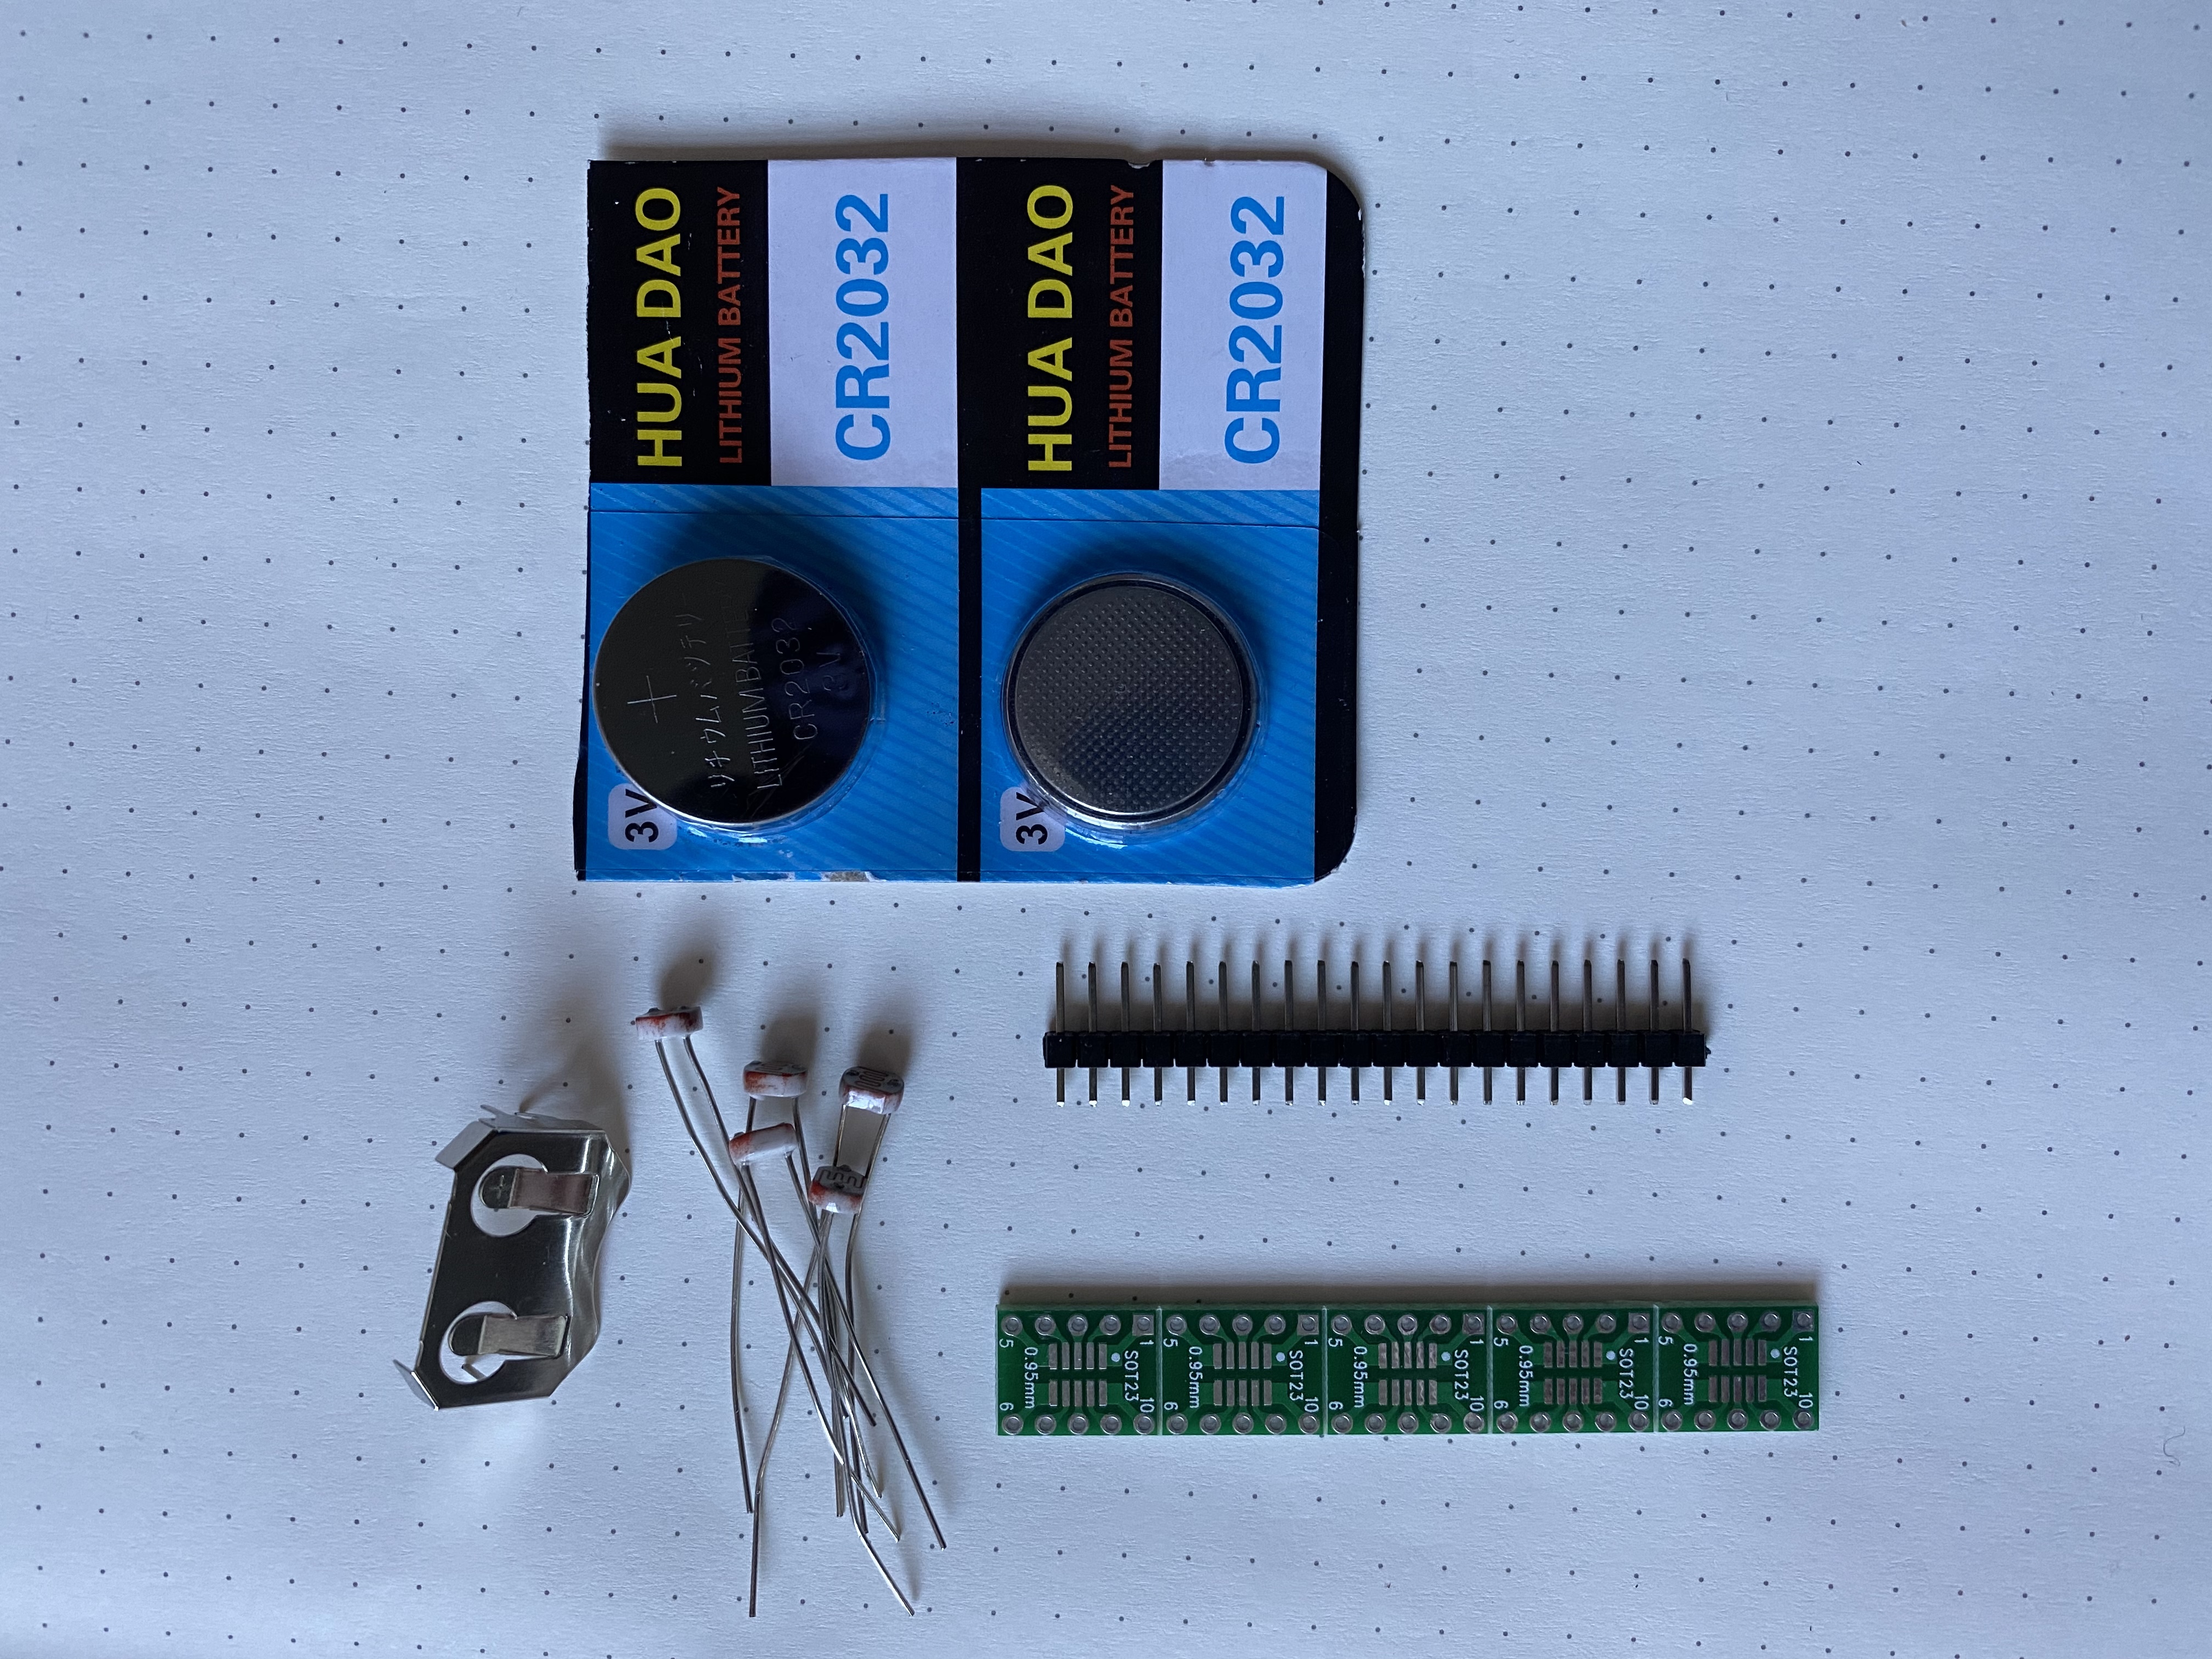 3V
+
リチウムバッテリー
LITHIUM BATTERY
CR2032
3V
HUA DAO
LITHIUM BATTERY
CR2032
3V
HUA DAO
LITHIUM BATTERY
CR2032
+
6 5
0.95mm
SOT23
10 1
6 5
0.95mm
SOT23
10 1
6 5
0.95mm
SOT23
10 1
6 5
0.95mm
SOT23
10 1
6 5
0.95mm
SOT23
10 1